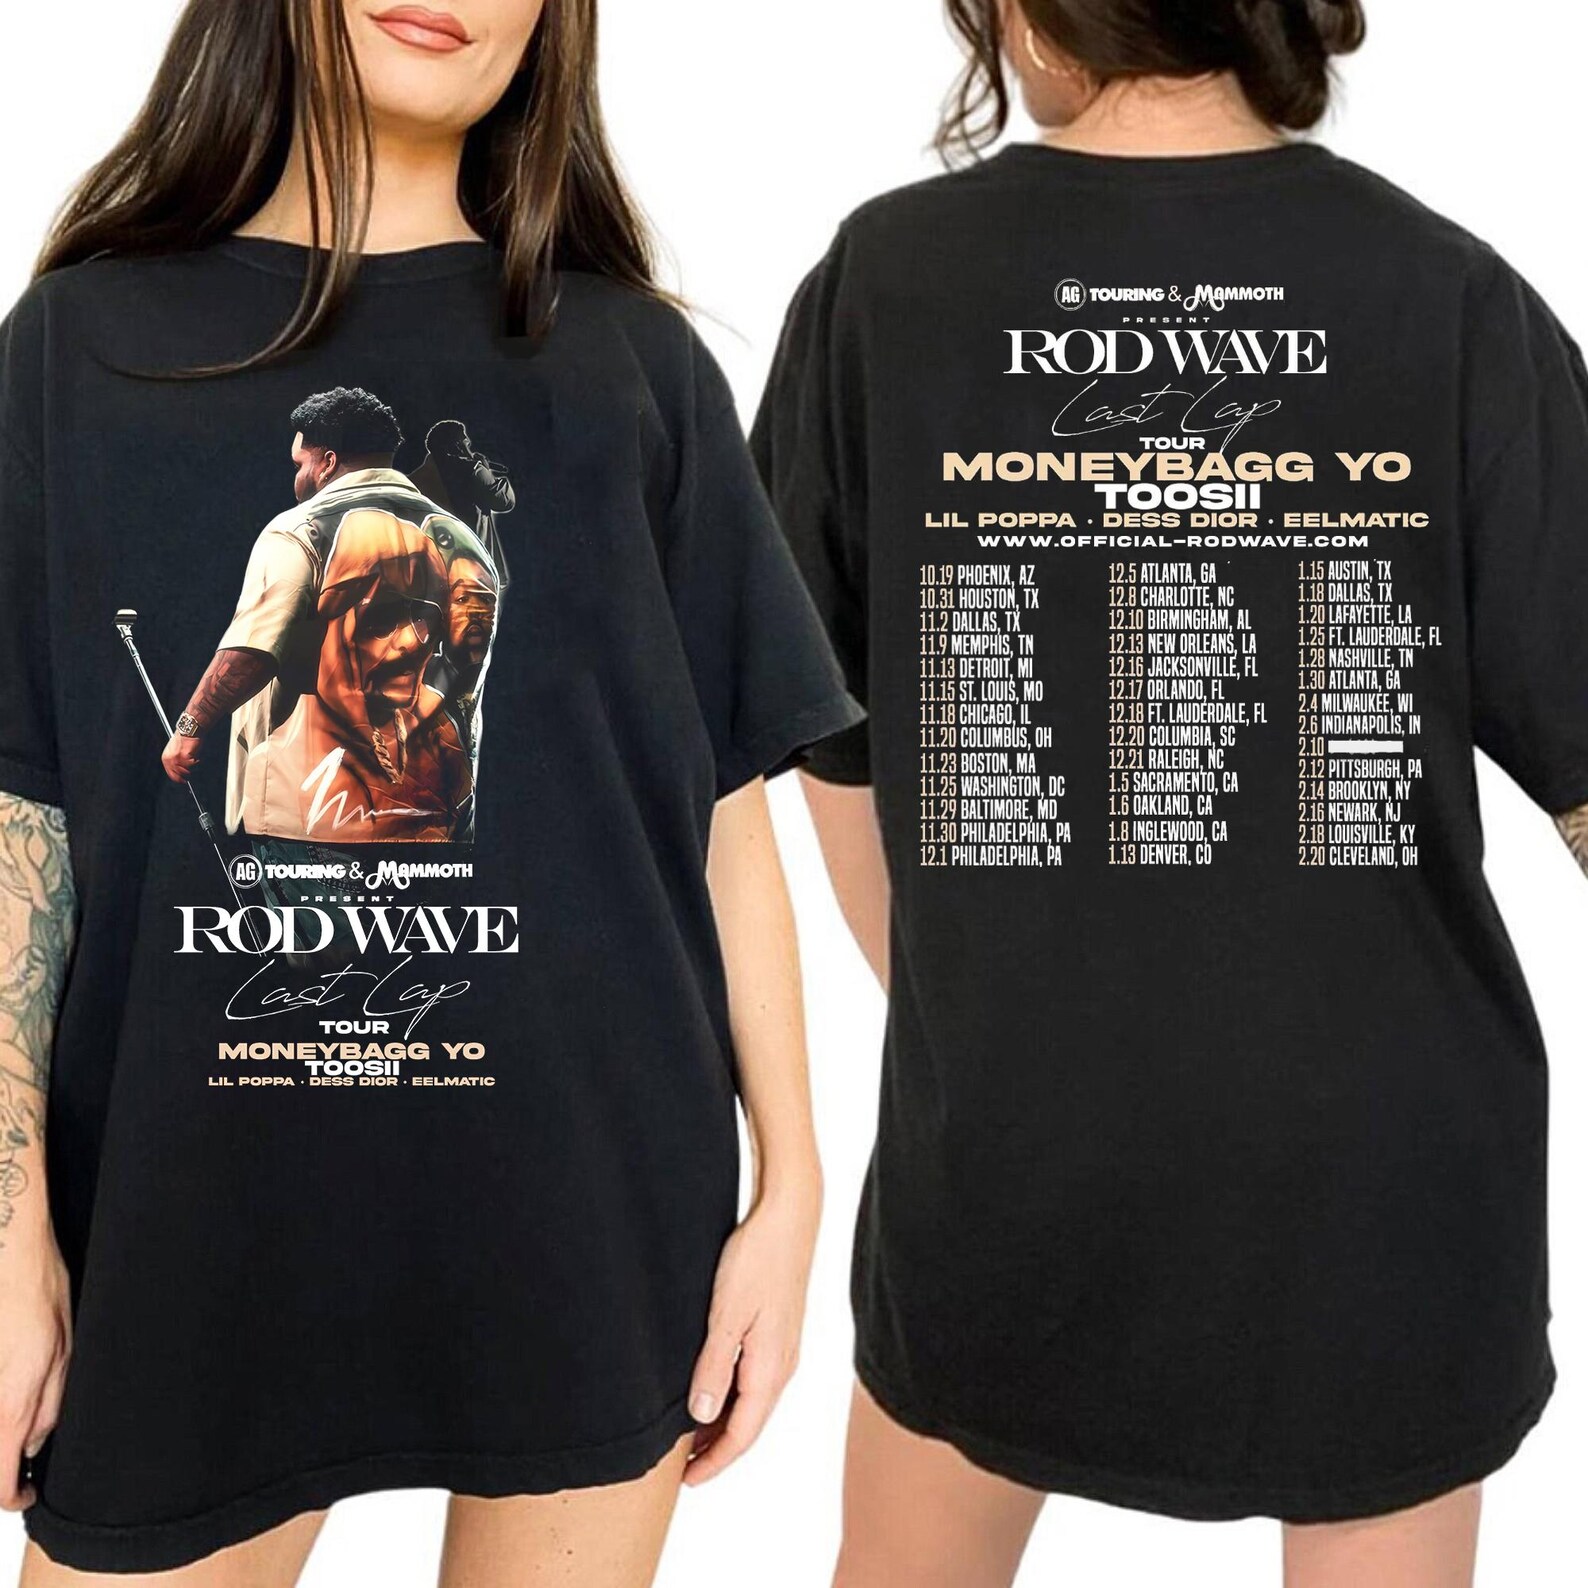 AG TOURING & MAMMOTH
PRESENT
ROD WAVE
Last Lap
TOUR
MONEYBAGG YO
TOOSII
LIL POPPA · DESS DIOR · EELMATIC
AG TOURING & MAMMOTH
PRESENT
ROD WAVE
Last Lap
TOUR
MONEYBAGG YO
TOOSII
LIL POPPA · DESS DIOR · EELMATIC
WWW.OFFICIAL-RODWAVE.COM
10.19 PHOENIX, AZ
10.31 HOUSTON, TX
11.2 DALLAS, TX
11.9 MEMPHIS, TN
11.13 DETROIT, MI
11.15 ST. LOUIS, MO
11.18 CHICAGO, IL
11.20 COLUMBUS, OH
11.23 BOSTON, MA
11.25 WASHINGTON, DC
11.29 BALTIMORE, MD
11.30 PHILADELPHIA, PA
12.1 PHILADELPHIA, PA
12.5 ATLANTA, GA
12.8 CHARLOTTE, NC
12.10 BIRMINGHAM, AL
12.13 NEW ORLEANS, LA
12.16 JACKSONVILLE, FL
12.17 ORLANDO, FL
12.18 FT. LAUDERDALE, FL
12.20 COLUMBIA, SC
12.21 RALEIGH, NC
1.5 SACRAMENTO, CA
1.6 OAKLAND, CA
1.8 INGLEWOOD, CA
1.13 DENVER, CO
1.15 AUSTIN, TX
1.18 DALLAS, TX
1.20 LAFAYETTE, LA
1.25 FT. LAUDERDALE, FL
1.28 NASHVILLE, TN
1.30 ATLANTA, GA
2.4 MILWAUKEE, WI
2.6 INDIANAPOLIS, IN
2.10
2.12 PITTSBURGH, PA
2.14 BROOKLYN, NY
2.16 NEWARK, NJ
2.18 LOUISVILLE, KY
2.20 CLEVELAND, OH